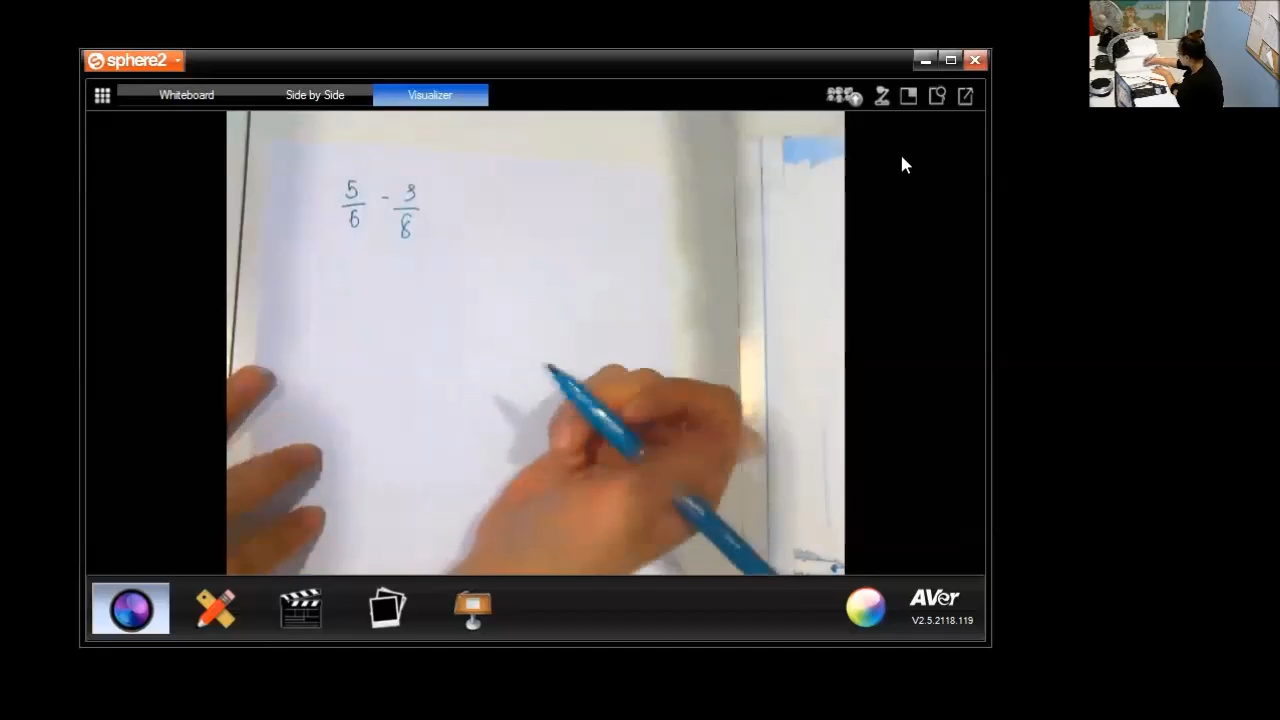 sphere2
Whiteboard Side by Side Visualizer
5/6 - 3/8
AVer
V2.5.2118.119